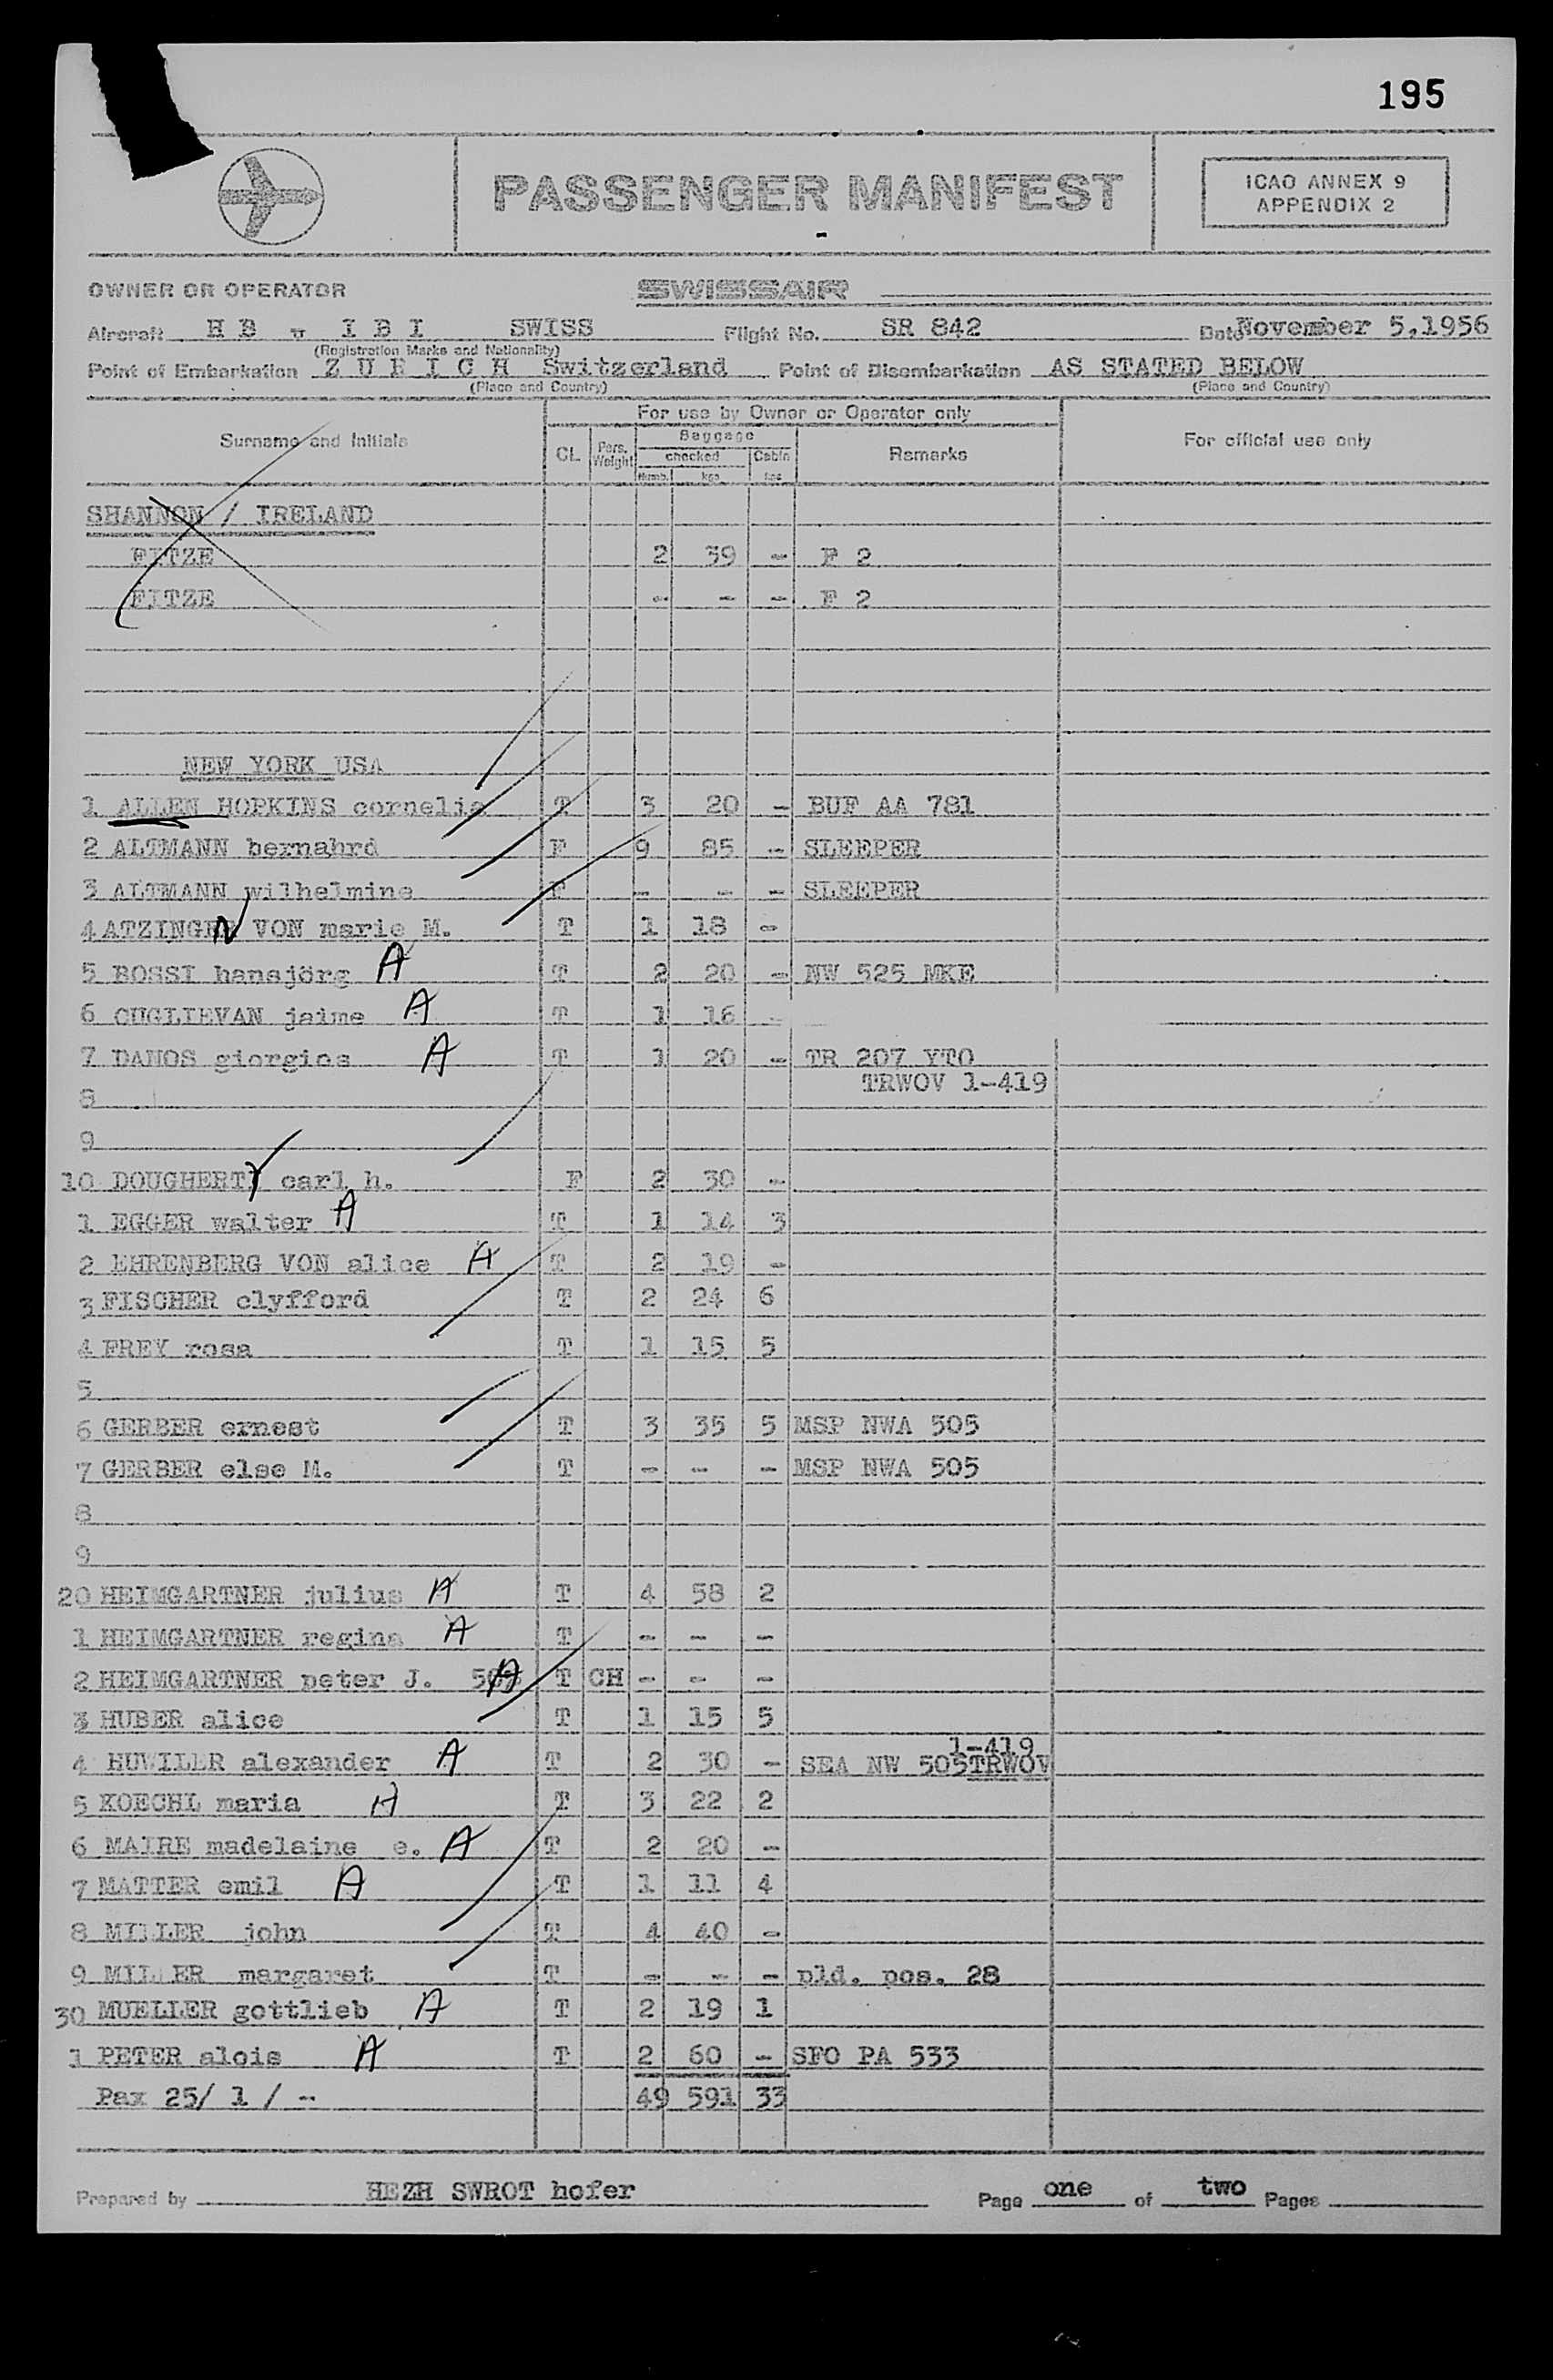 195
PASSENGER MANIFEST
ICAO ANNEX 9
APPENDIX 2
OWNER OR OPERATOR SWISSAIR
Aircraft H B - I B I SWISS Flight No. SR 842 Date November 5,1956
(Registration Marks and Nationality)
Point of Embarkation Z U R I C H Switzerland Point of Disembarkation AS STATED BELOW
(Place and Country) (Place and Country)
For use by Owner or Operator only
Surname and Initials CL. Pers. Weight Baggage checked Numb. kgs Cabin kgs Remarks For official use only
SHANNON / IRELAND
FITZE 2 39 - F 2
FITZE - - - F 2
NEW YORK USA
1 ALLEN HOPKINS cornelia T 3 20 - BUF AA 781
2 ALTMANN bernahrd F 9 85 - SLEEPER
3 ALTMANN wilhelmine F - - - SLEEPER
4 ATZINGER N VON marie M. T 1 18 -
5 BOSSI hansjörg A T 2 20 - NW 525 MKE
6 CUGLIEVAN jaime A T 1 16 -
7 DAMOS giorgios A T 1 20 - TR 207 YTO
TRWOV 1-419
8
9
10 DOUGHERTY carl h. F 2 30 -
1 EGGER walter A T 1 14 3
2 EHRENBERG VON alice A T 2 19 -
3 FISCHER clyfford T 2 24 6
4 FREY rosa T 1 15 5
5
6 GERBER ernest T 3 35 5 MSP NWA 505
7 GERBER else M. T - - - MSP NWA 505
8
9
20 HEIMGARTNER julius A T 4 58 2
1 HEIMGARTNER regina A T - - -
2 HEIMGARTNER peter J. A T CH - - -
3 HUBER alice T 1 15 5
1-419
4 HUWILER alexander A T 2 30 - SEA NW 505TRWOV
5 KOECHL maria A T 3 22 2
6 MAIRE madelaine e. A T 2 20 -
7 MATTER emil A T 1 11 4
8 MILLER john T 4 40 -
9 MILLER margaret T - - - pld. pos. 28
30 MUELLER gottlieb A T 2 19 1
1 PETER alois A T 2 60 - SFO PA 533
Pax 25/ 1 / - 49 591 33
Prepared by HEZH SWROT hofer Page one of two Pages